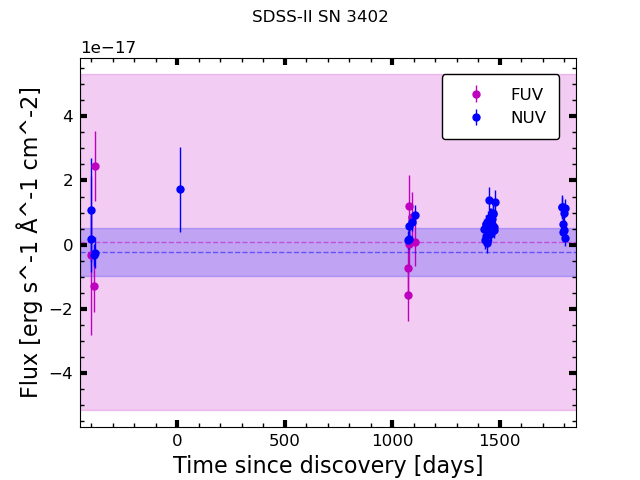 SDSS-II SN 3402
1e−17
FUV
NUV
4
2
0
−2
−4
Flux [erg s^-1 Å^-1 cm^-2]
0 500 1000 1500
Time since discovery [days]